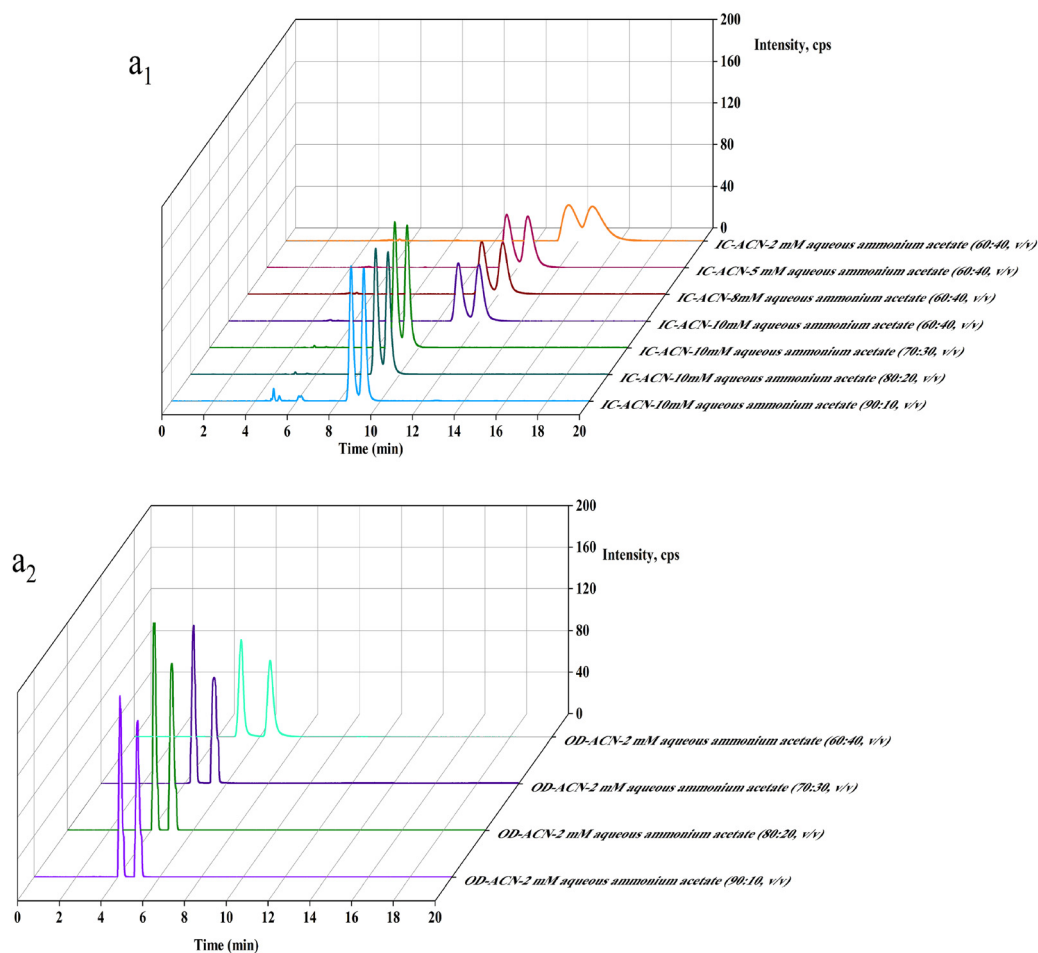 a1
200
Intensity, cps
160
120
80
40
0
IC-ACN-2 mM aqueous ammonium acetate (60:40, v/v)
IC-ACN-5 mM aqueous ammonium acetate (60:40, v/v)
IC-ACN-8mM aqueous ammonium acetate (60:40, v/v)
IC-ACN-10mM aqueous ammonium acetate (60:40, v/v)
IC-ACN-10mM aqueous ammonium acetate (70:30, v/v)
IC-ACN-10mM aqueous ammonium acetate (80:20, v/v)
IC-ACN-10mM aqueous ammonium acetate (90:10, v/v)
0 2 4 6 8 10 12 14 16 18 20
Time (min)
a2
200
160
Intensity, cps
120
80
40
0
OD-ACN-2 mM aqueous ammonium acetate (60:40, v/v)
OD-ACN-2 mM aqueous ammonium acetate (70:30, v/v)
OD-ACN-2 mM aqueous ammonium acetate (80:20, v/v)
OD-ACN-2 mM aqueous ammonium acetate (90:10, v/v)
0 2 4 6 8 10 12 14 16 18 20
Time (min)